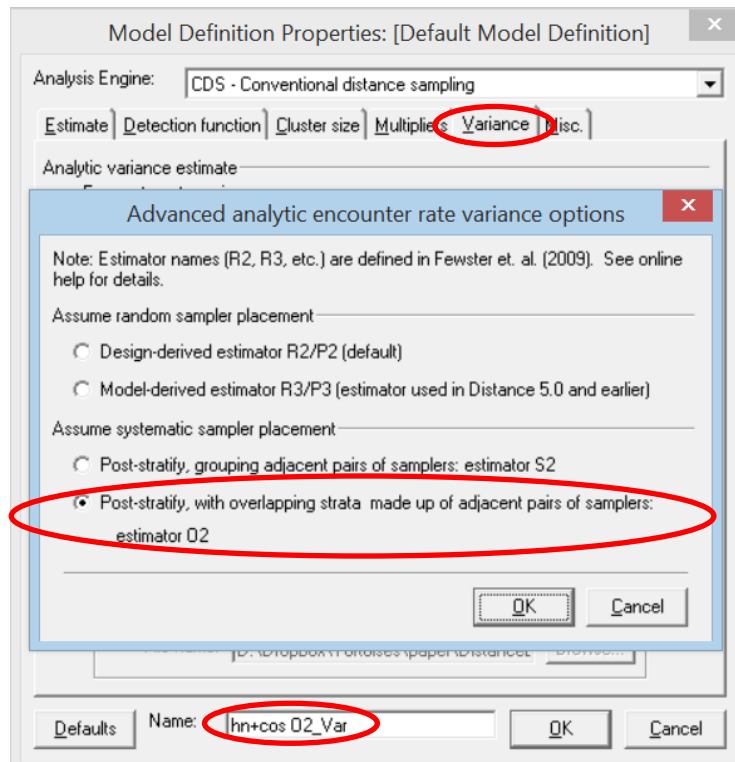 Model Definition Properties: [Default Model Definition]
Analysis Engine: CDS - Conventional distance sampling
Estimate Detection function Cluster size Multipliers Variance Misc.
Analytic variance estimate
Advanced analytic encounter rate variance options
Note: Estimator names (R2, R3, etc.) are defined in Fewster et. al. (2009). See online
help for details.
Assume random sampler placement
Design-derived estimator R2/P2 (default)
Model-derived estimator R3/P3 (estimator used in Distance 5.0 and earlier)
Assume systematic sampler placement
Post-stratify, grouping adjacent pairs of samplers: estimator S2
Post-stratify, with overlapping strata made up of adjacent pairs of samplers:
estimator O2
OK Cancel
Defaults Name: hn+cos O2_Var OK Cancel